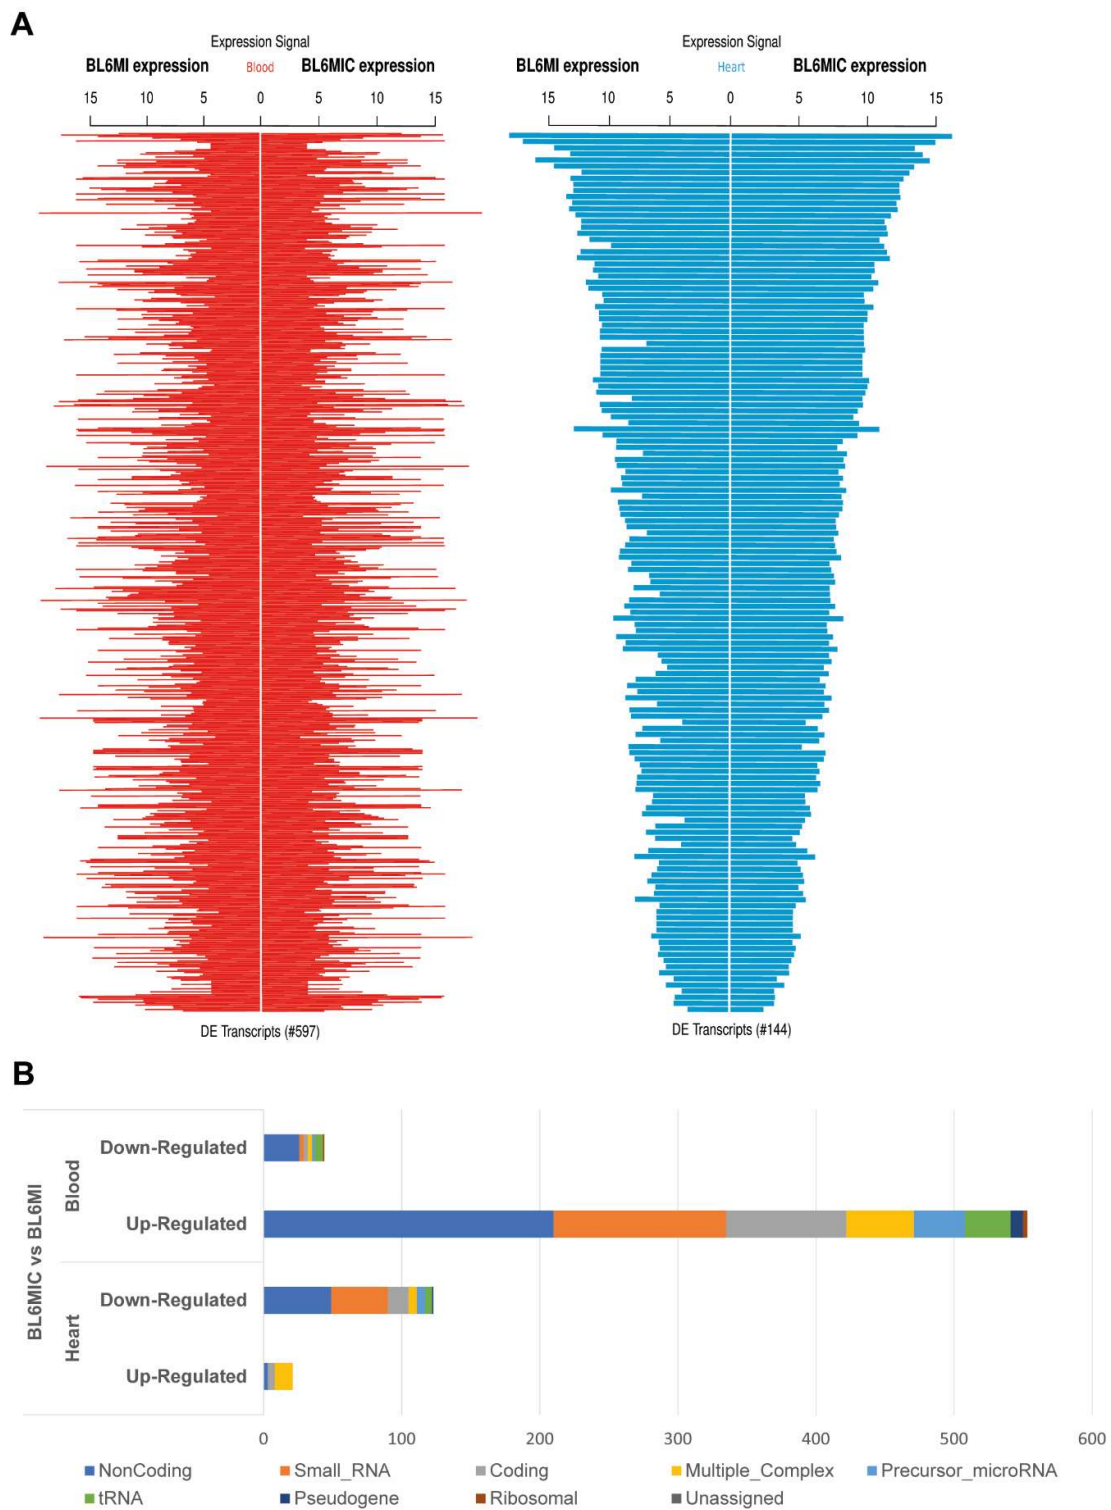 A
Expression Signal
BL6MI expression Blood BL6MIC expression
15 10 5 0 5 10 15
DE Transcripts (#597)
Expression Signal
BL6MI expression Heart BL6MIC expression
15 10 5 0 5 10 15
DE Transcripts (#144)
B
BL6MIC vs BL6MI
Blood
Down-Regulated
Up-Regulated
Heart
Down-Regulated
Up-Regulated
0 100 200 300 400 500 600
NonCoding Small_RNA Coding Multiple_Complex Precursor_microRNA
tRNA Pseudogene Ribosomal Unassigned